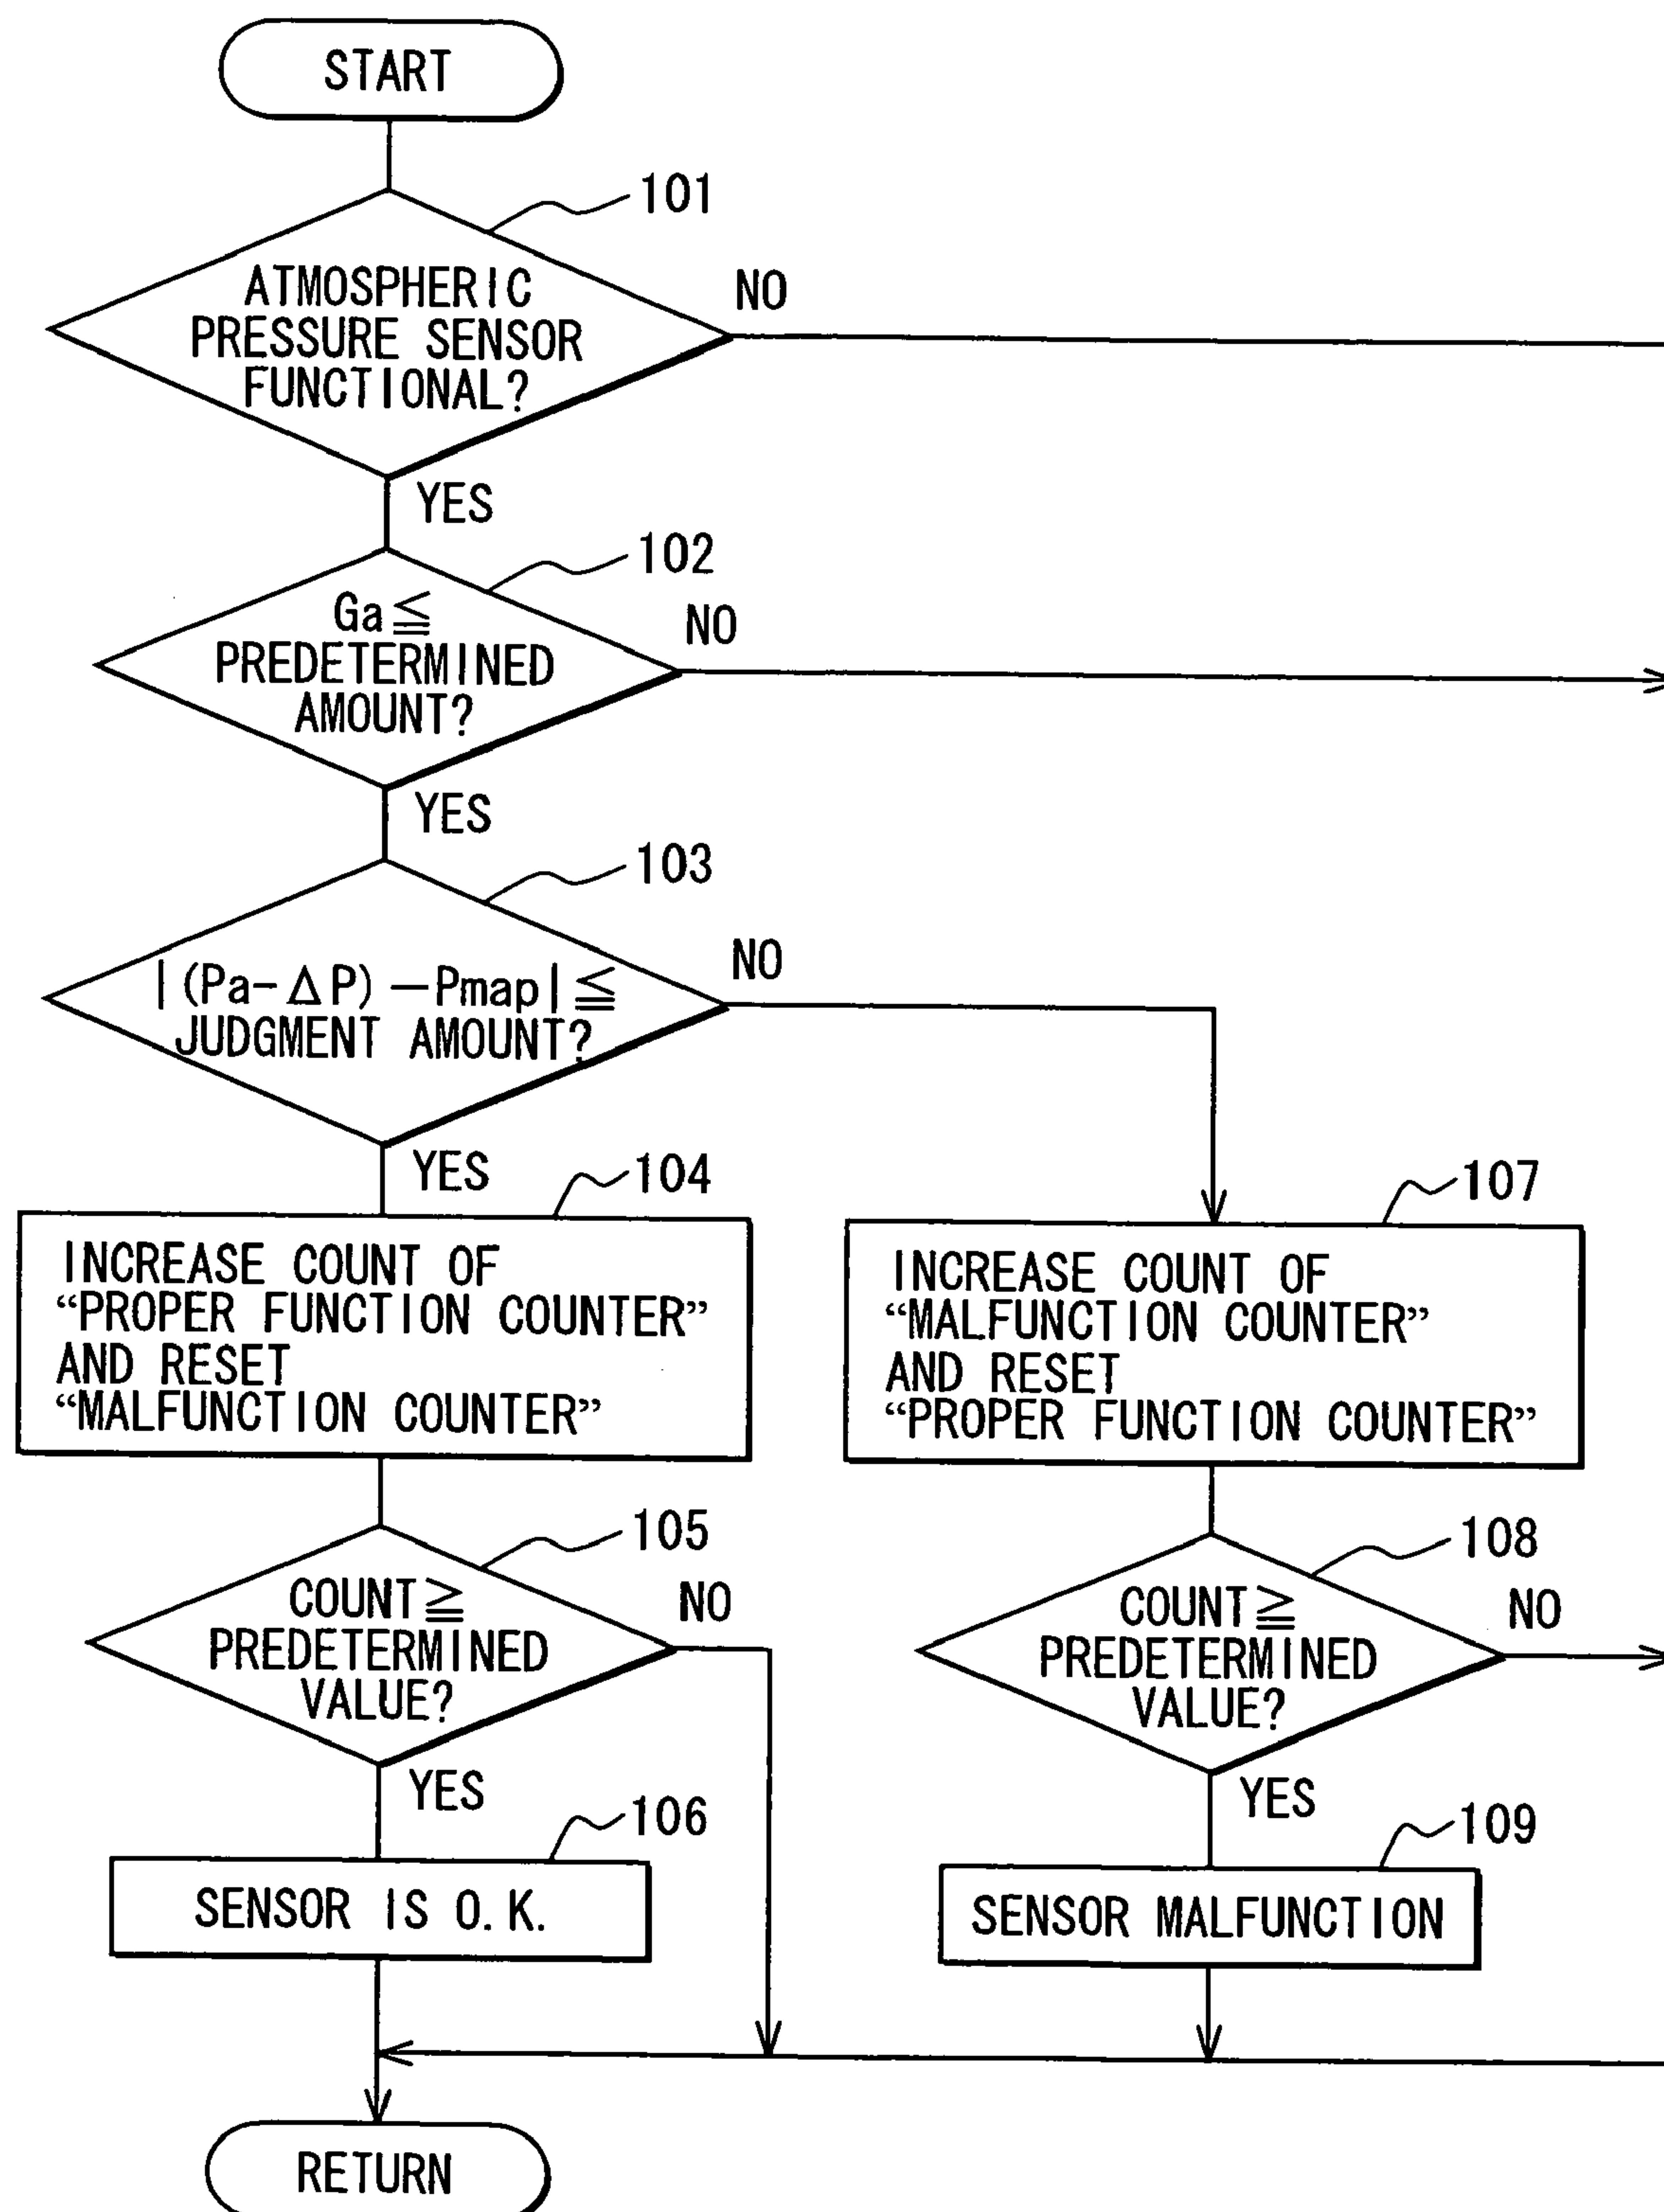 START
101
ATMOSPHERIC
PRESSURE SENSOR
FUNCTIONAL?
NO
YES
102
Ga≦
PREDETERMINED
AMOUNT?
NO
YES
103
|(Pa-ΔP)-Pmap|≦
JUDGMENT AMOUNT?
NO
YES
104
INCREASE COUNT OF
“PROPER FUNCTION COUNTER”
AND RESET
“MALFUNCTION COUNTER”
107
INCREASE COUNT OF
“MALFUNCTION COUNTER”
AND RESET
“PROPER FUNCTION COUNTER”
105
COUNT≧
PREDETERMINED
VALUE?
NO
YES
108
COUNT≧
PREDETERMINED
VALUE?
NO
YES
106
SENSOR IS O.K.
109
SENSOR MALFUNCTION
RETURN